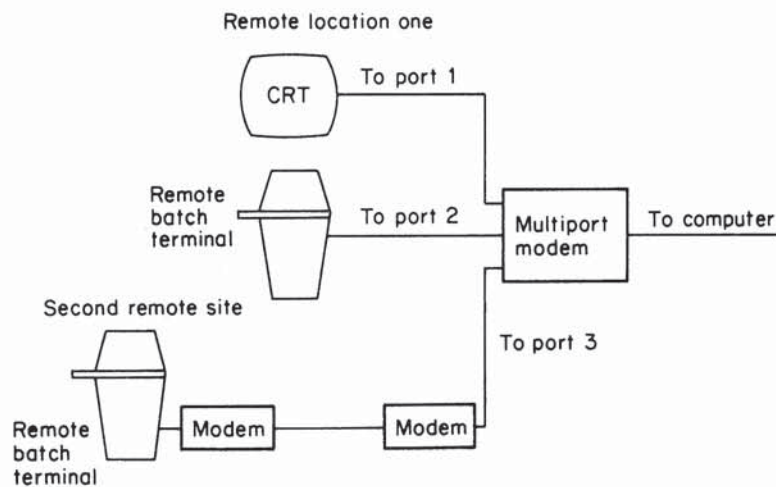 Remote location one
CRT
To port 1
Remote
batch
terminal
To port 2
Multiport
modem
To computer
Second remote site
To port 3
Remote
batch
terminal
Modem
Modem